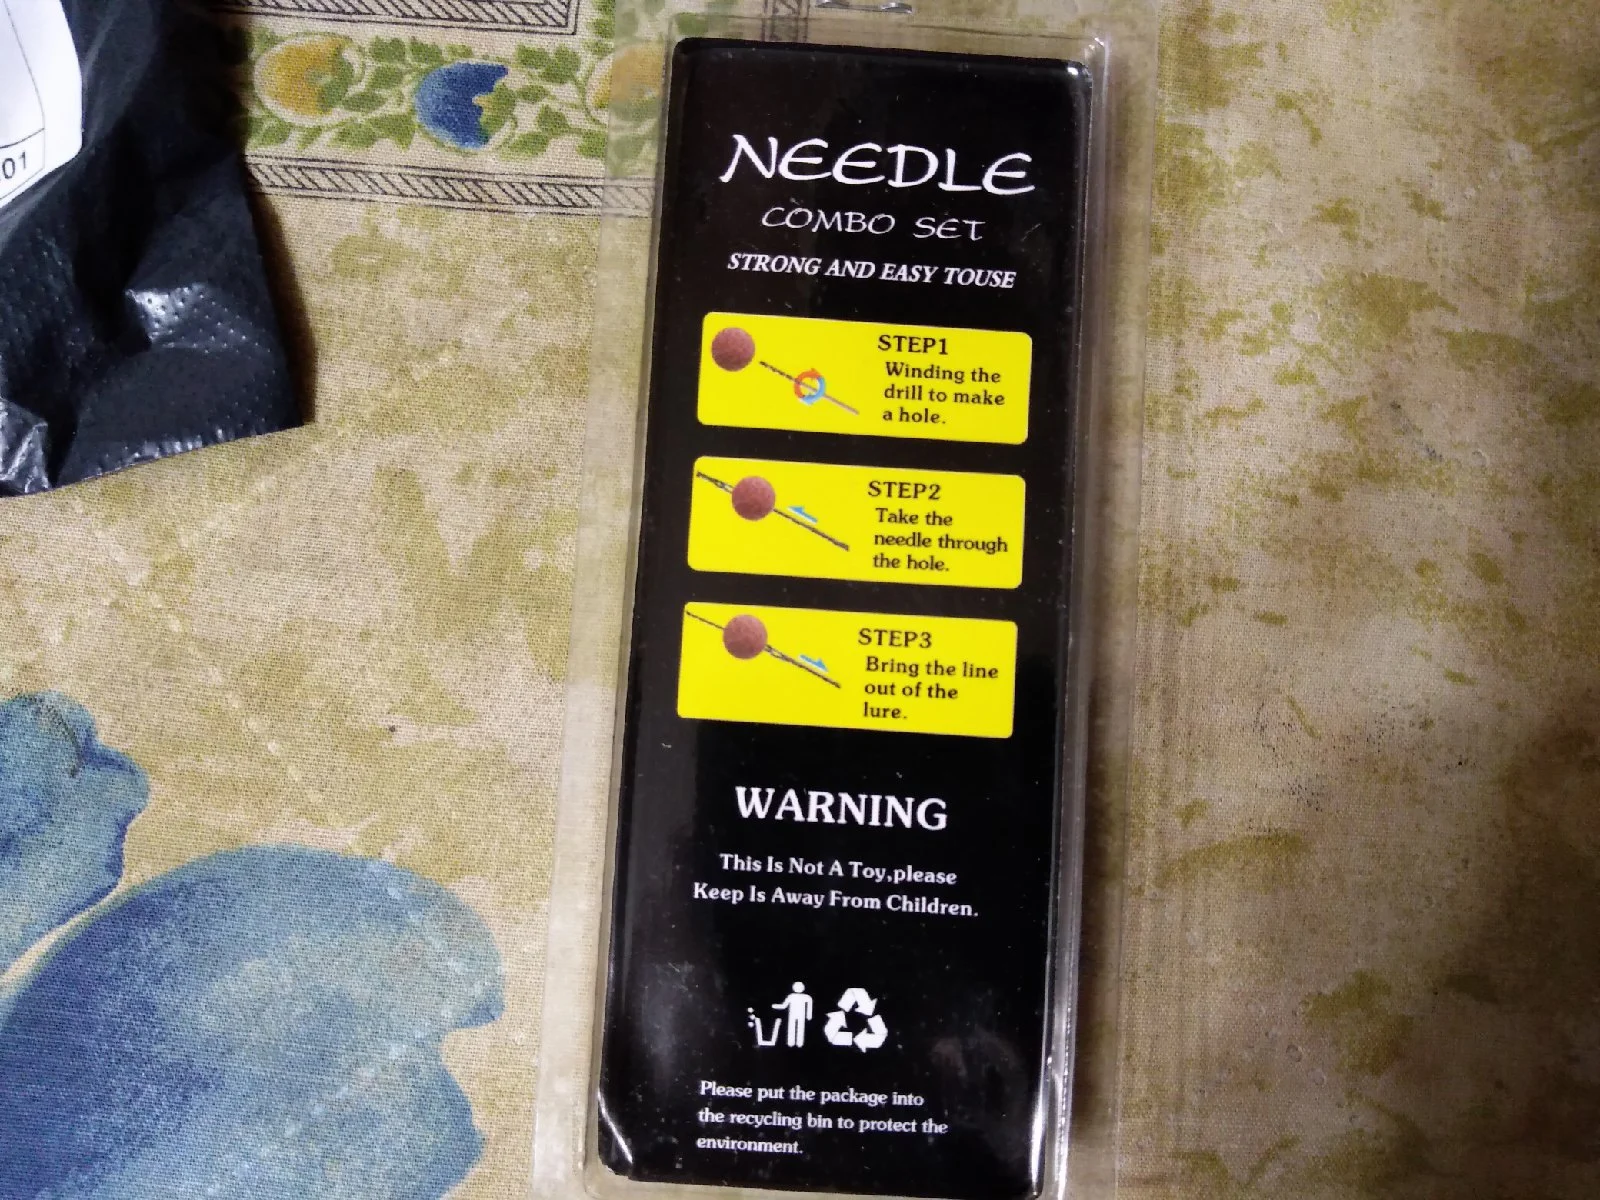 01
NEEDLE
COMBO SET
STRONG AND EASY TOUSE
STEP1
Winding the
drill to make
a hole.
STEP2
Take the
needle through
the hole.
STEP3
Bring the line
out of the
lure.
WARNING
This Is Not A Toy,please
Keep Is Away From Children.
Please put the package into
the recycling bin to protect the
environment.